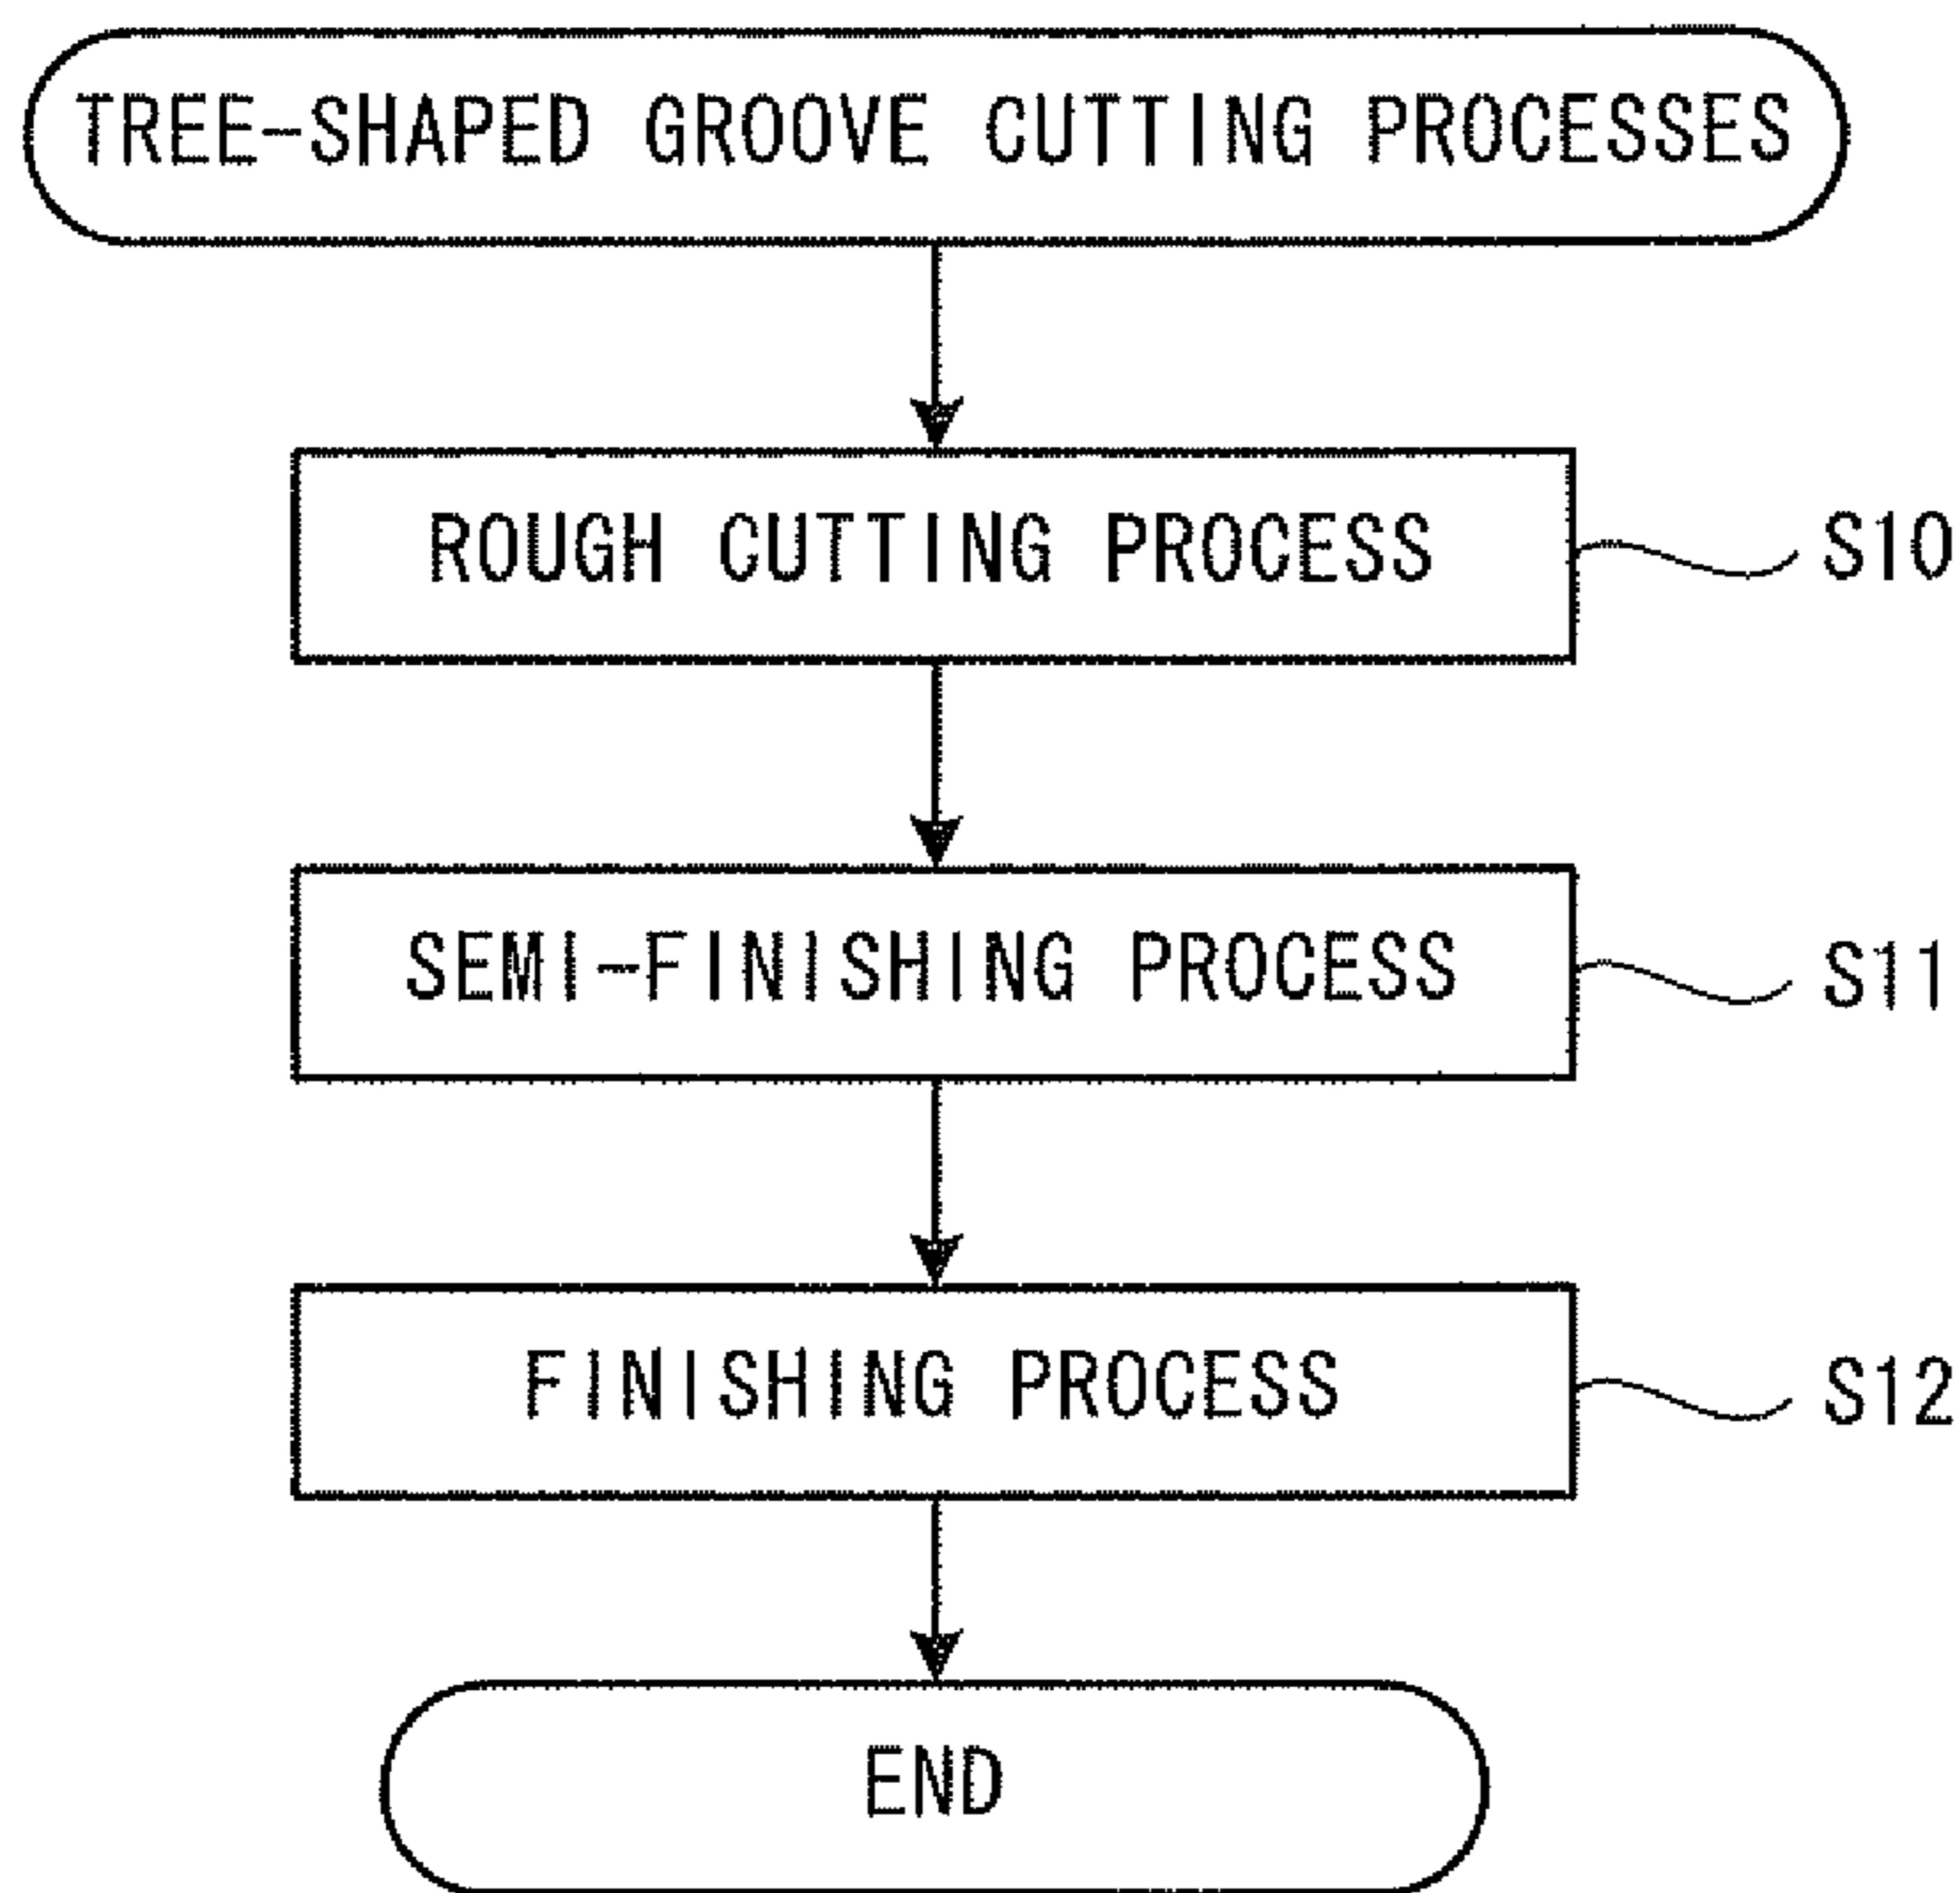 TREE-SHAPED GROOVE CUTTING PROCESSES
ROUGH CUTTING PROCESS S10
SEMI-FINISHING PROCESS S11
FINISHING PROCESS S12
END